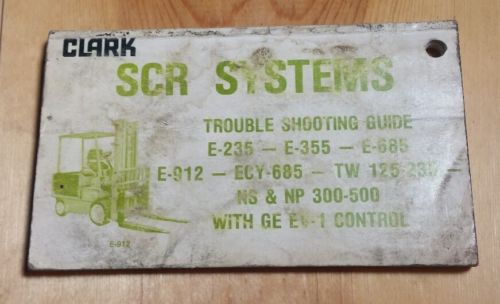 CLARK
SCR SYSTEMS
TROUBLE SHOOTING GUIDE
E-235 — E-355 — E-685
E-912 — ECY-685 — TW 125-235 —
NS & NP 300-500
WITH GE EV-1 CONTROL
E-912